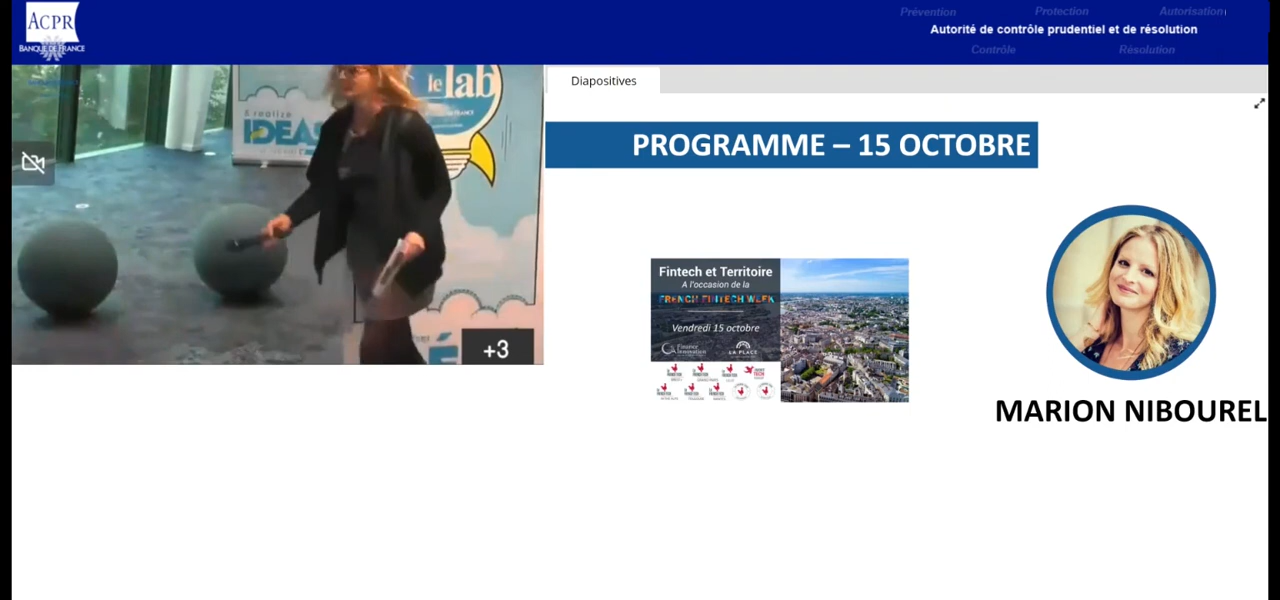 ACPR
BANQUE DE FRANCE
Prévention
Protection
Autorisation
Autorité de contrôle prudentiel et de résolution
Contrôle
Résolution
le lab
IDEAS
+3
Diapositives
PROGRAMME – 15 OCTOBRE
Fintech et Territoire
A l'occasion de la
FRENCH FINTECH WEEK
Vendredi 15 octobre
Finance
Innovation
LA PLACE
MARION NIBOUREL